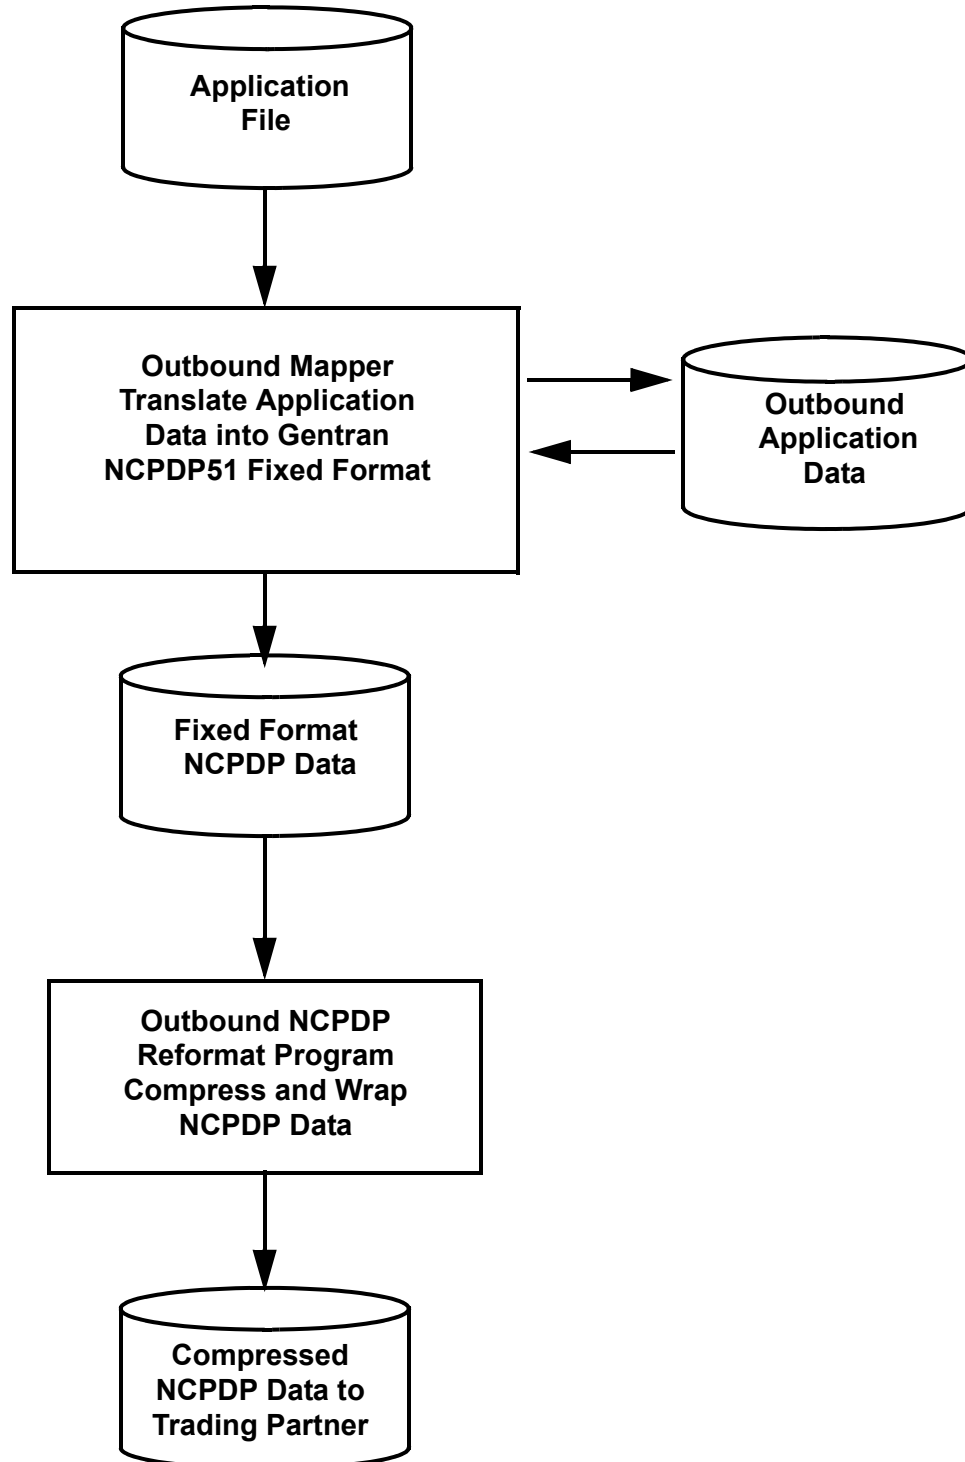 Application
File
Outbound Mapper
Translate Application
Data into Gentran
NCPDP51 Fixed Format
Outbound
Application
Data
Fixed Format
NCPDP Data
Outbound NCPDP
Reformat Program
Compress and Wrap
NCPDP Data
Compressed
NCPDP Data to
Trading Partner